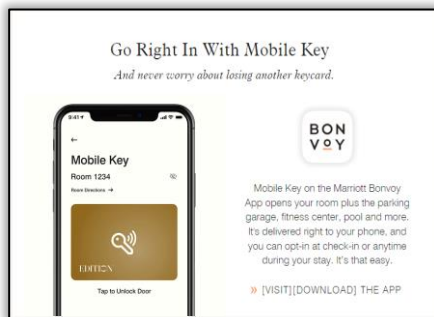 Go Right In With Mobile Key
And never worry about losing another keycard.
9:41
Mobile Key
Room 1234
Room Directions →
EDITION
Tap to Unlock Door
BON
VOY
Mobile Key on the Marriott Bonvoy
App opens your room plus the parking
garage, fitness center, pool and more.
It's delivered right to your phone, and
you can opt-in at check-in or anytime
during your stay. It's that easy.
» [VISIT][DOWNLOAD] THE APP